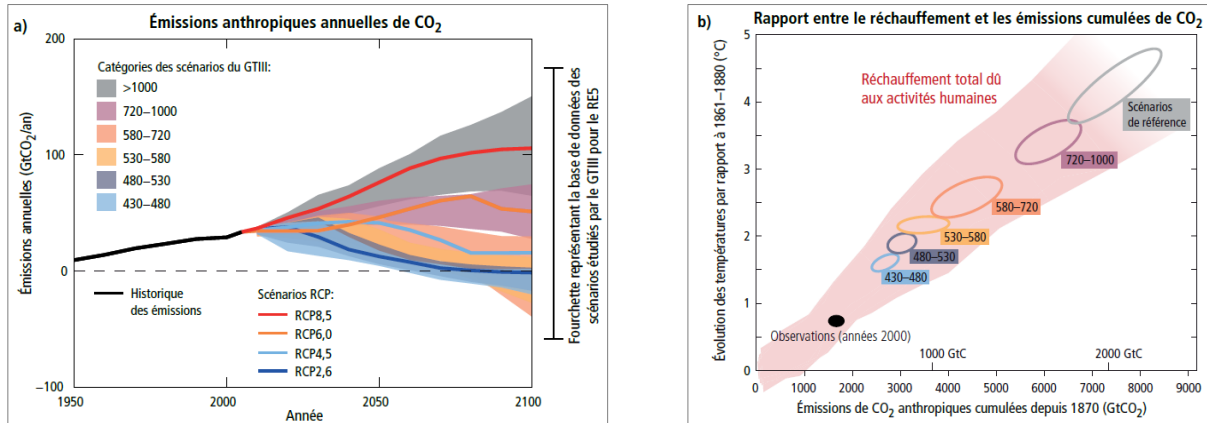 a)
Émissions anthropiques annuelles de CO2
200
100
0
−100
Émissions annuelles (GtCO2/an)
Catégories des scénarios du GTIII:
>1000
720–1000
580–720
530–580
480–530
430–480
Historique
des émissions
Scénarios RCP:
RCP8,5
RCP6,0
RCP4,5
RCP2,6
1950
2000
2050
2100
Année
Fourchette représentant la base de données des
scénarios étudiés par le GTIII pour le RE5
b)
Rapport entre le réchauffement et les émissions cumulées de CO2
5
4
3
2
1
0
Évolution des températures par rapport à 1861–1880 (°C)
Réchauffement total dû
aux activités humaines
Scénarios
de référence
720–1000
580–720
530–580
480–530
430–480
Observations (années 2000)
1000 GtC
2000 GtC
0
1000
2000
3000
4000
5000
6000
7000
8000
9000
Émissions de CO2 anthropiques cumulées depuis 1870 (GtCO2)